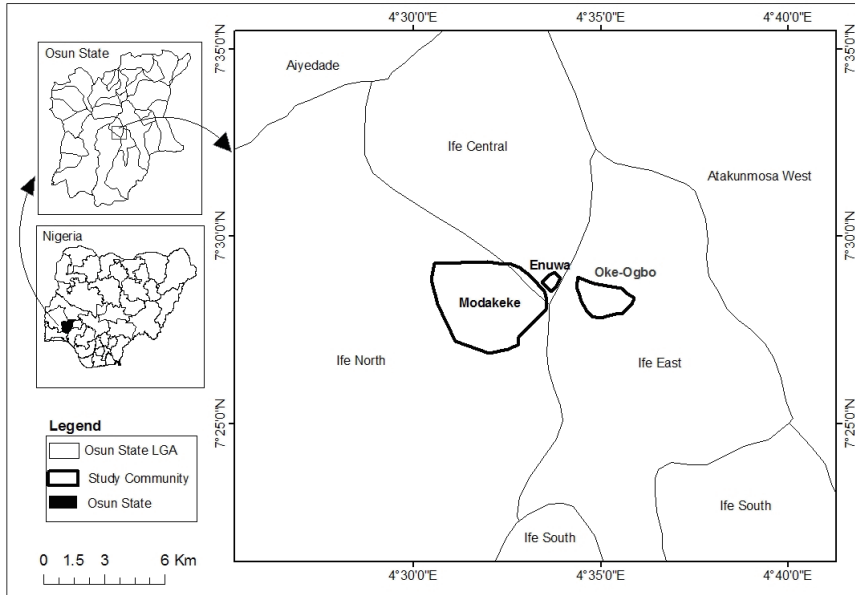 4°30'0"E
4°35'0"E
4°40'0"E
7°35'0"N
7°35'0"N
Osun State
Aiyedade
Ife Central
Atakunmosa West
Nigeria
7°30'0"N
7°30'0"N
Enuwa
Oke-Ogbo
Modakeke
Ife North
Ife East
7°25'0"N
7°25'0"N
Legend
Osun State LGA
Study Community
Osun State
Ife South
Ife South
0 1.5 3 6 Km
4°30'0"E
4°35'0"E
4°40'0"E